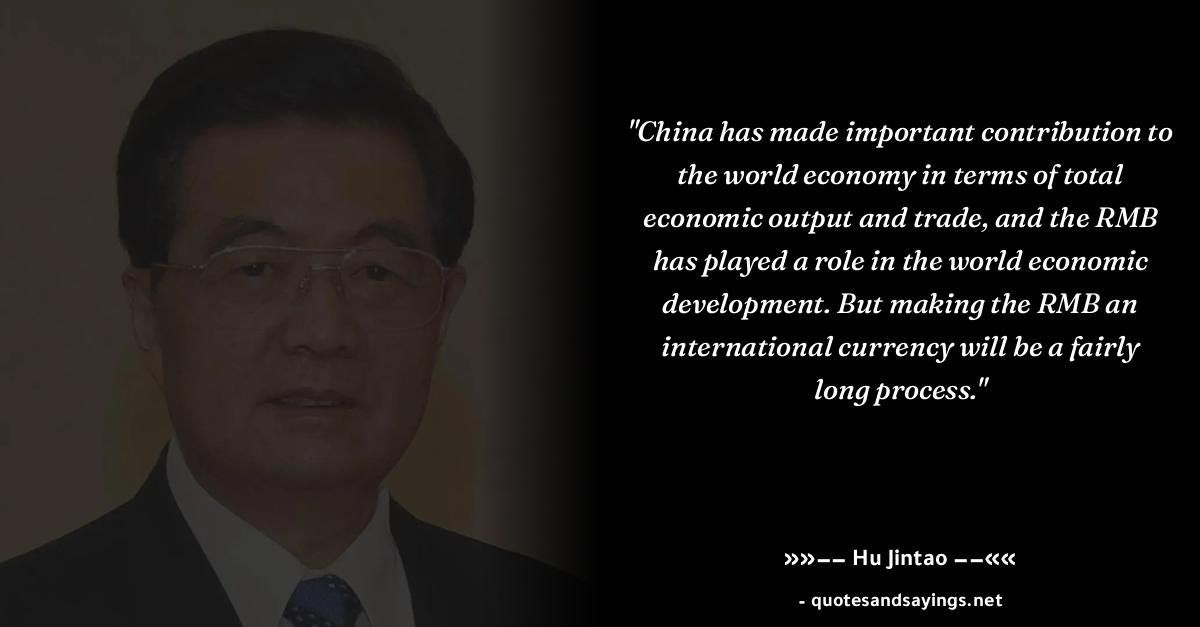 "China has made important contribution to
the world economy in terms of total
economic output and trade, and the RMB
has played a role in the world economic
development. But making the RMB an
international currency will be a fairly
long process."
»»–– Hu Jintao ––««
- quotesandsayings.net